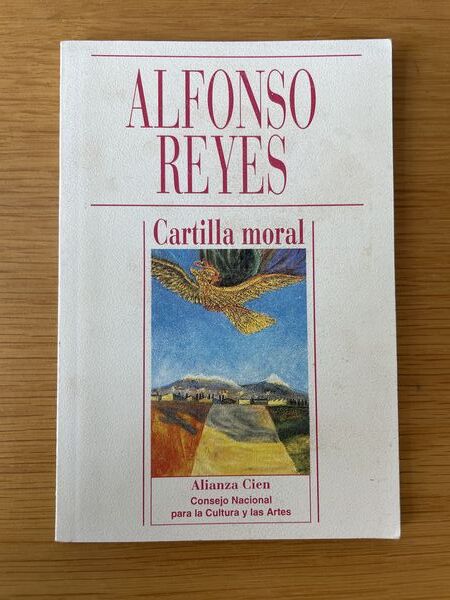 ALFONSO
REYES
Cartilla moral
Alianza Cien
Consejo Nacional
para la Cultura y las Artes